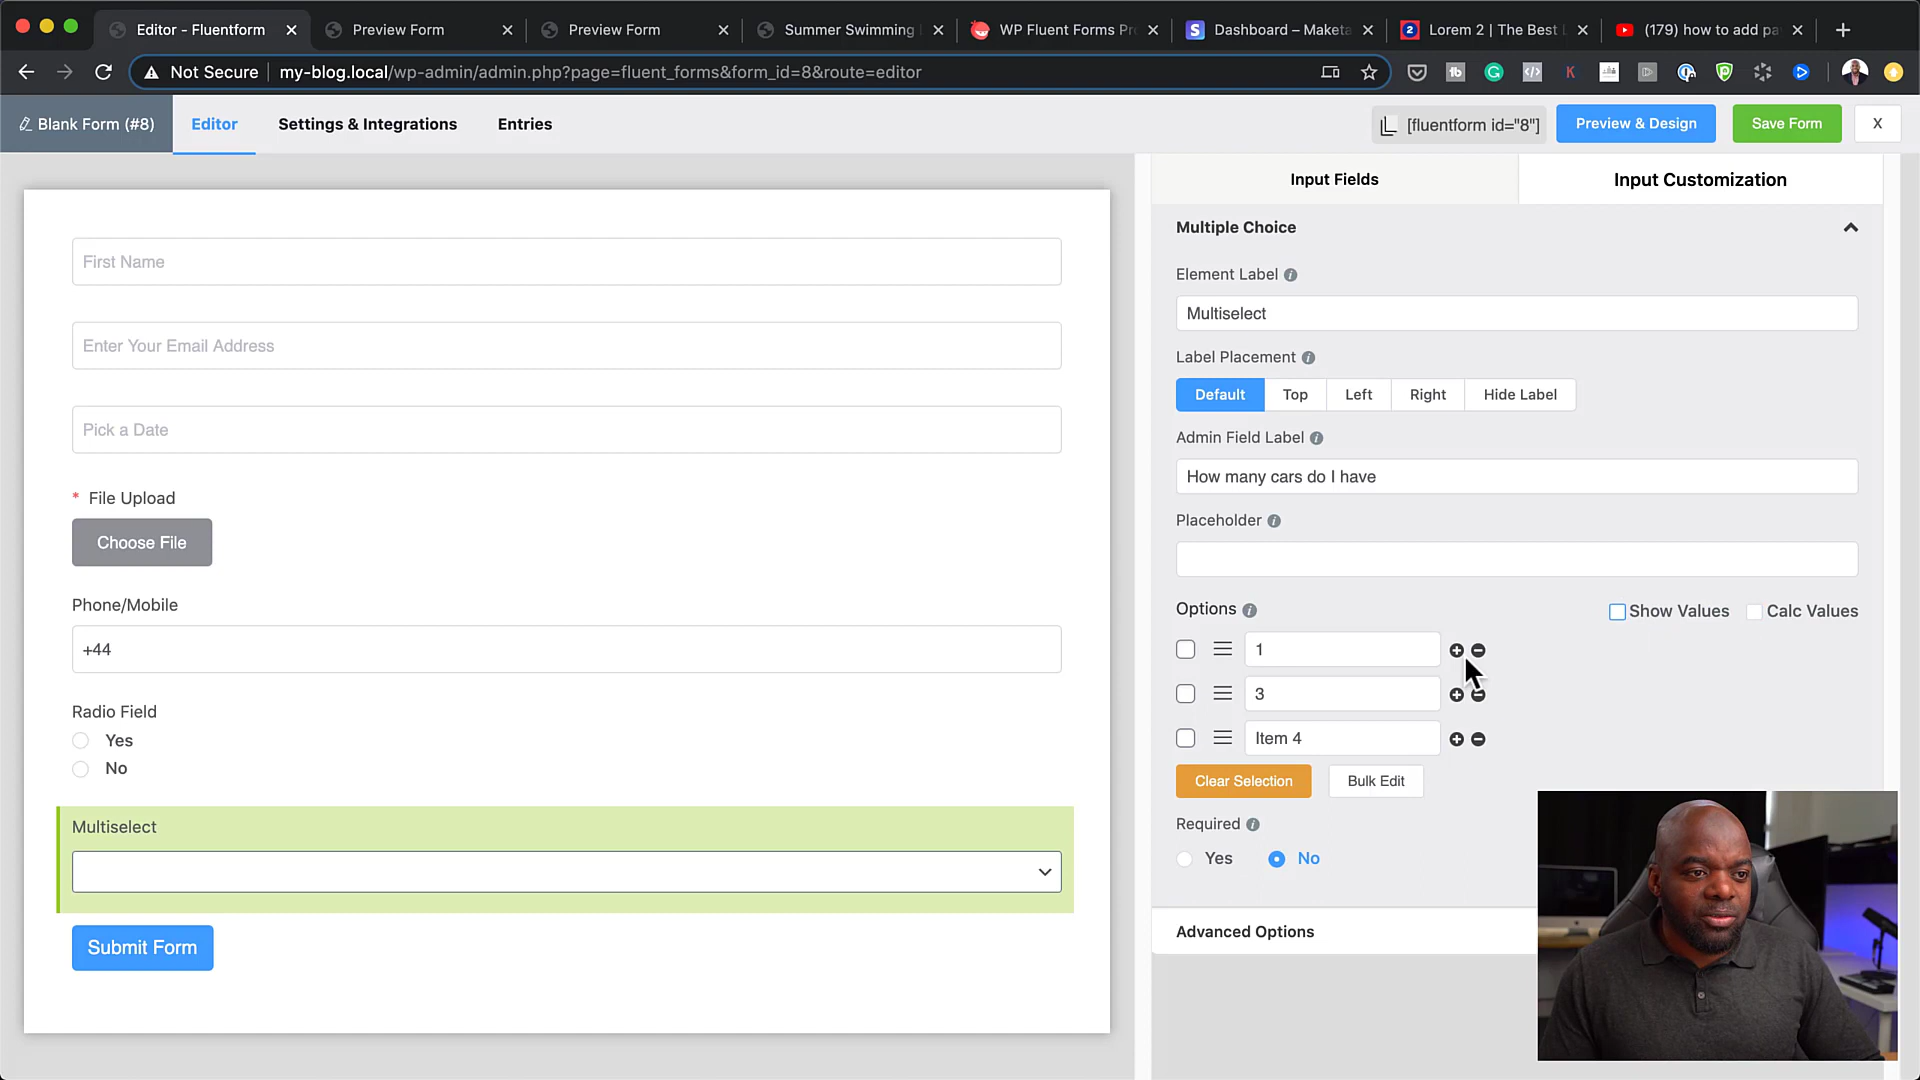 Editor - Fluentform
Preview Form
Preview Form
Summer Swimming
WP Fluent Forms Pr
Dashboard – Maketa
Lorem 2 | The Best
(179) how to add pa
Not Secure
my-blog.local/wp-admin/admin.php?page=fluent_forms&form_id=8&route=editor
Blank Form (#8)
Editor
Settings & Integrations
Entries
[fluentform id="8"]
Preview & Design
Save Form
X
First Name
Enter Your Email Address
Pick a Date
* File Upload
Choose File
Phone/Mobile
+44
Radio Field
Yes
No
Multiselect
Submit Form
Input Fields
Input Customization
Multiple Choice
Element Label
Multiselect
Label Placement
Default
Top
Left
Right
Hide Label
Admin Field Label
How many cars do I have
Placeholder
Options
Show Values
Calc Values
1
3
Item 4
Clear Selection
Bulk Edit
Required
Yes
No
Advanced Options